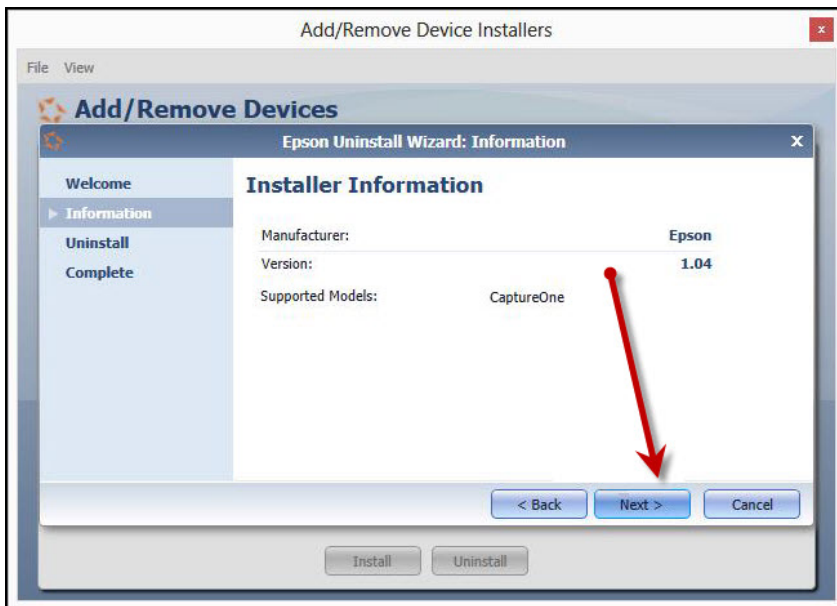 Add/Remove Device Installers
x
File View
Add/Remove Devices
Epson Uninstall Wizard: Information
x
Welcome
Information
Uninstall
Complete
Installer Information
Manufacturer: Epson
Version: 1.04
Supported Models: CaptureOne
< Back Next > Cancel
Install Uninstall